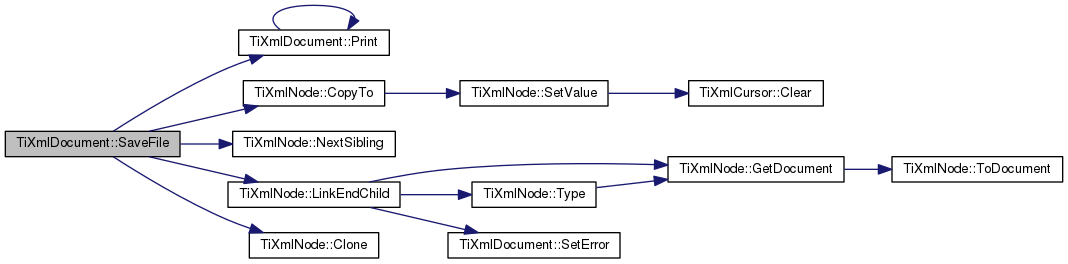 TiXmlDocument::Print
TiXmlNode::CopyTo
TiXmlNode::SetValue
TiXmlCursor::Clear
TiXmlDocument::SaveFile
TiXmlNode::NextSibling
TiXmlNode::LinkEndChild
TiXmlNode::Type
TiXmlNode::GetDocument
TiXmlNode::ToDocument
TiXmlNode::Clone
TiXmlDocument::SetError